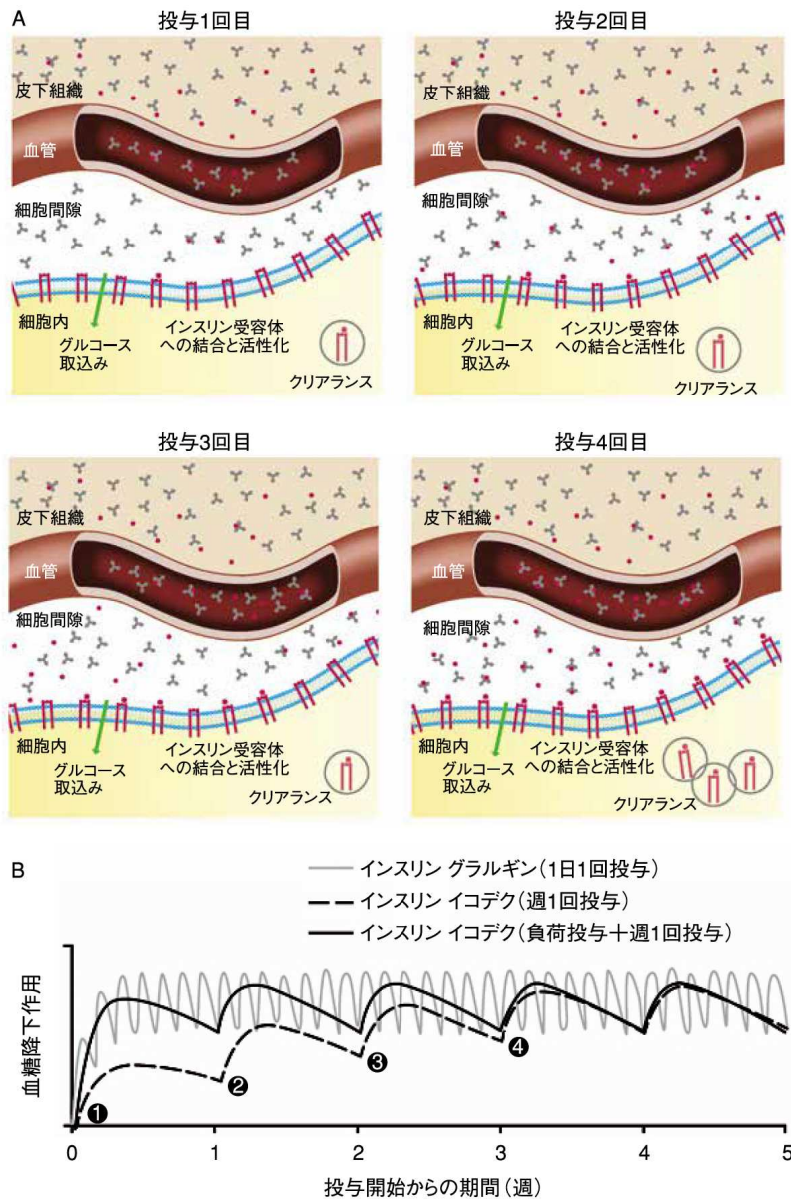 A
投与1回目
皮下組織
血管
細胞間隙
細胞内
グルコース
取込み
インスリン受容体
への結合と活性化
クリアランス
投与2回目
皮下組織
血管
細胞間隙
細胞内
グルコース
取込み
インスリン受容体
への結合と活性化
クリアランス
投与3回目
皮下組織
血管
細胞間隙
細胞内
グルコース
取込み
インスリン受容体
への結合と活性化
クリアランス
投与4回目
皮下組織
血管
細胞間隙
細胞内
グルコース
取込み
インスリン受容体
への結合と活性化
クリアランス
B
インスリン グラルギン(1日1回投与)
インスリン イコデク(週1回投与)
インスリン イコデク(負荷投与+週1回投与)
血糖降下作用
❶
❷
❸
❹
0 1 2 3 4 5
投与開始からの期間(週)